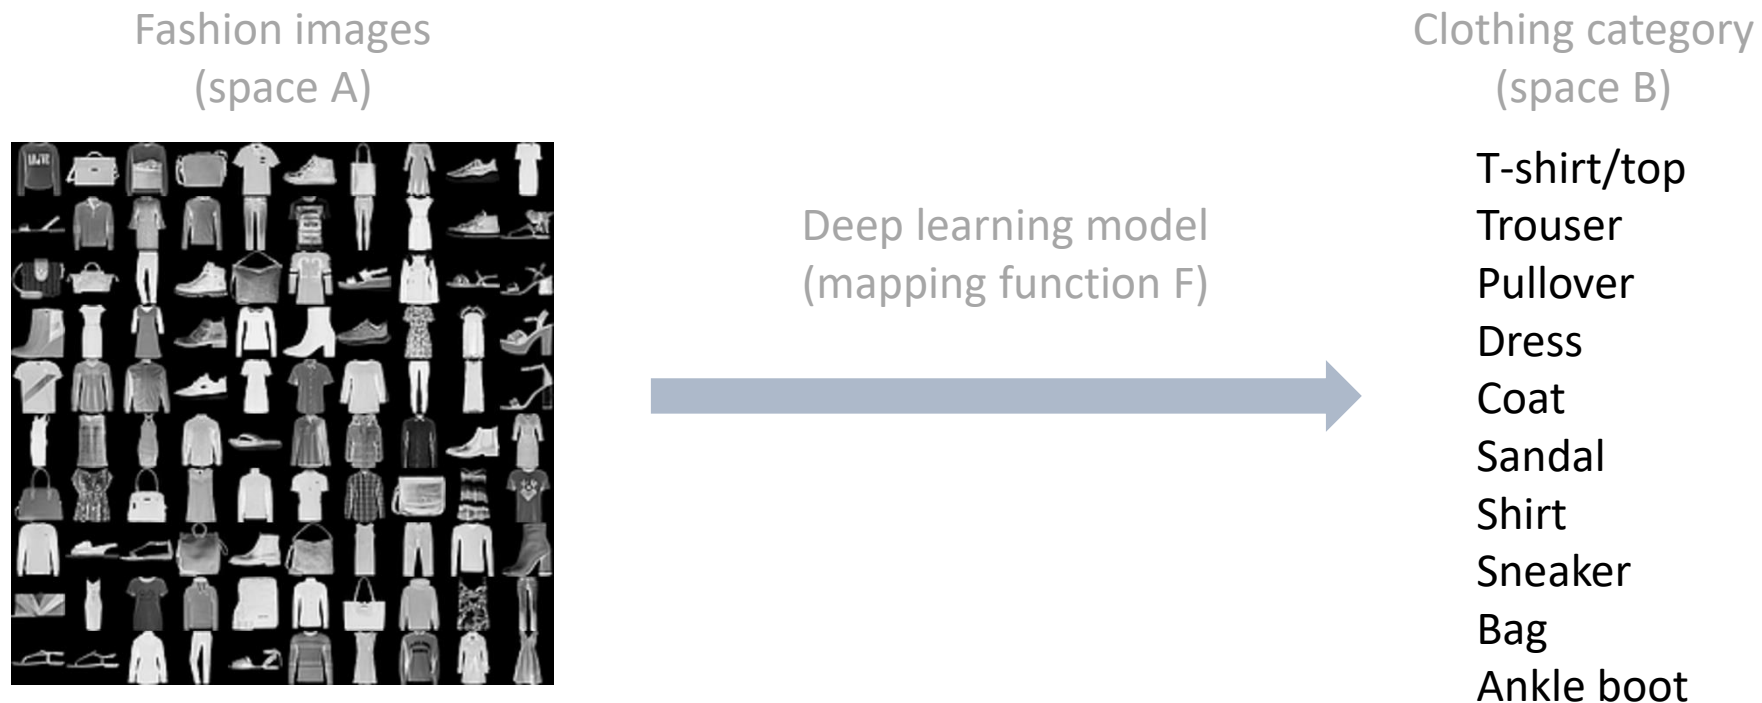 Fashion images
(space A)
Deep learning model
(mapping function F)
Clothing category
(space B)
T-shirt/top
Trouser
Pullover
Dress
Coat
Sandal
Shirt
Sneaker
Bag
Ankle boot